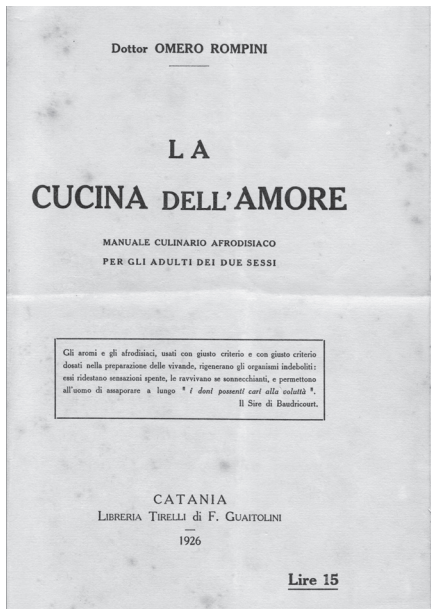 Dottor OMERO ROMPINI
LA
CUCINA DELL'AMORE
MANUALE CULINARIO AFRODISIACO
PER GLI ADULTI DEI DUE SESSI
Gli aromi e gli afrodisiaci, usati con giusto criterio e con giusto criterio
dosati nella preparazione delle vivande, rigenerano gli organismi indeboliti:
essi ridestano sensazioni spente, le ravvivano se sonnecchianti, e permettono
all'uomo di assaporare a lungo " i doni possenti cari alla voluttà ".
Il Sire di Baudricourt.
CATANIA
LIBRERIA TIRELLI di F. GUAITOLINI
1926
Lire 15